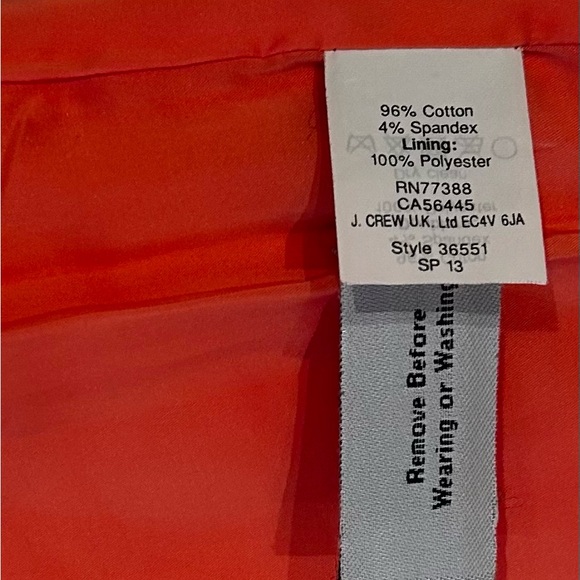 96% Cotton
4% Spandex
Lining:
100% Polyester
RN77388
CA56445
J. CREW U.K. Ltd EC4V 6JA
Style 36551
SP 13
Remove Before
Wearing or Washing